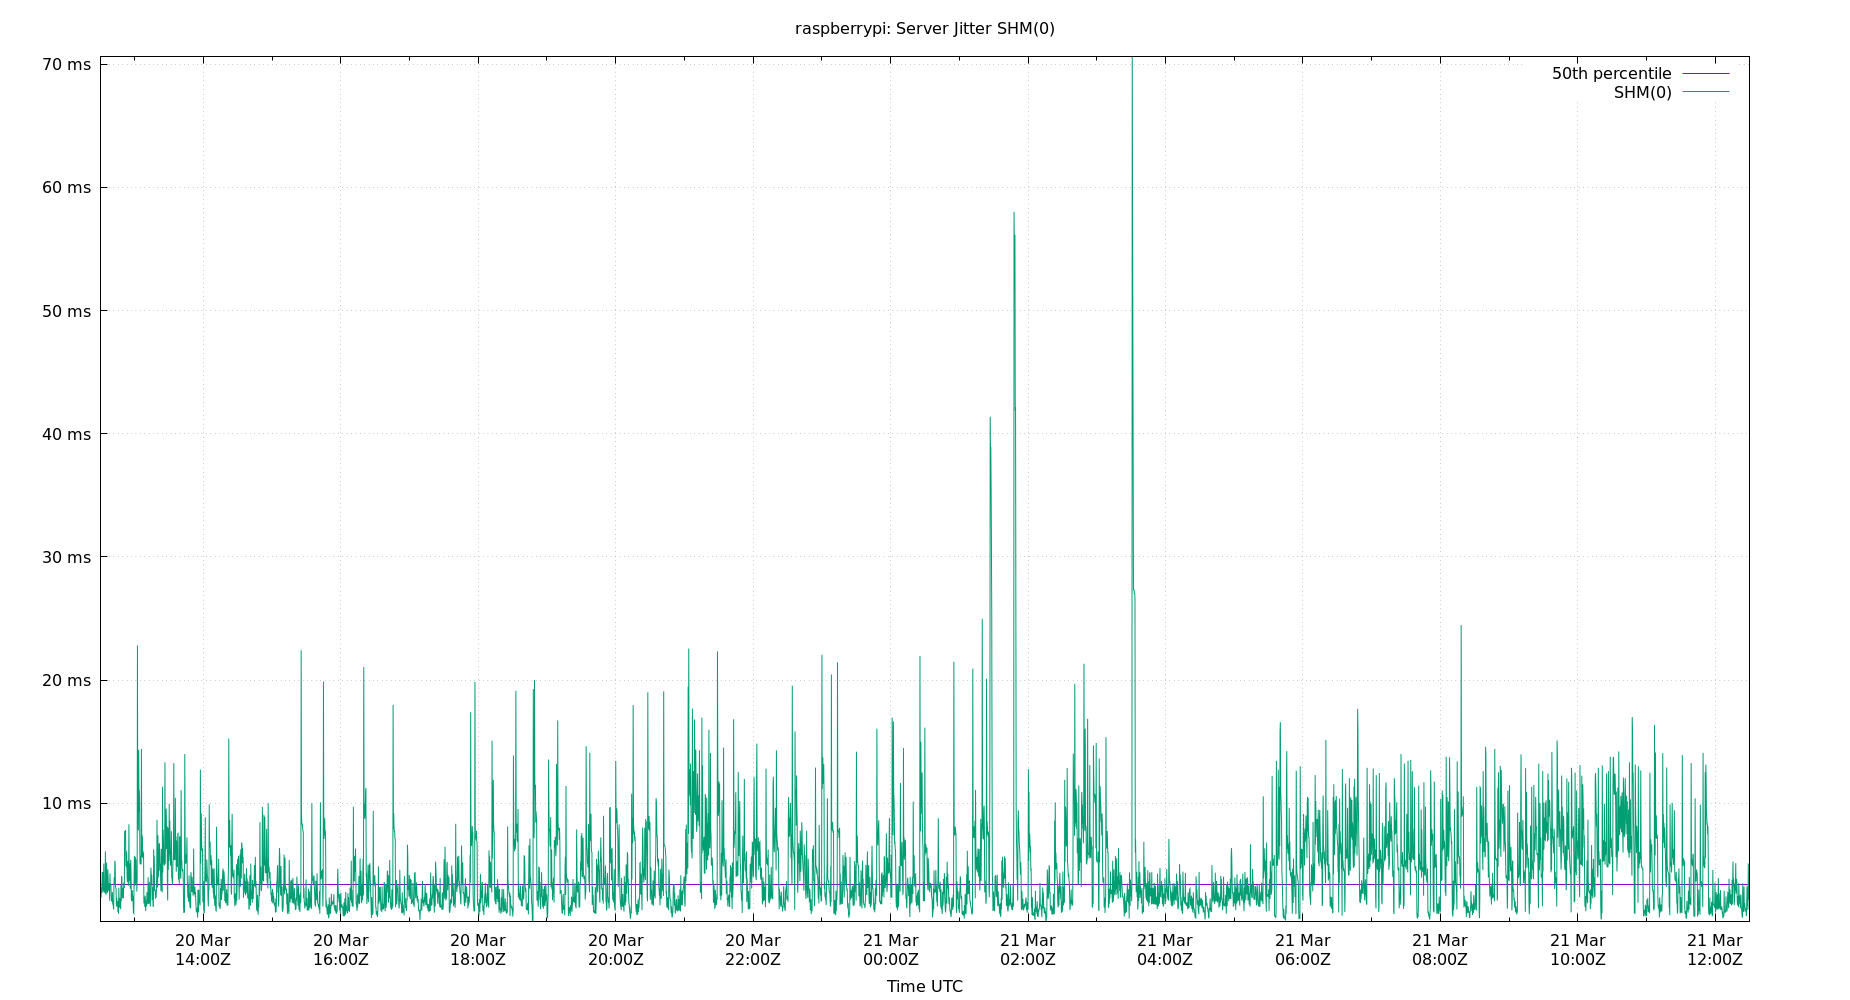 raspberrypi: Server Jitter SHM(0)
70 ms
60 ms
50 ms
40 ms
30 ms
20 ms
10 ms
50th percentile
SHM(0)
20 Mar 20 Mar 20 Mar 20 Mar 20 Mar 21 Mar 21 Mar 21 Mar 21 Mar 21 Mar 21 Mar 21 Mar
14:00Z 16:00Z 18:00Z 20:00Z 22:00Z 00:00Z 02:00Z 04:00Z 06:00Z 08:00Z 10:00Z 12:00Z
Time UTC